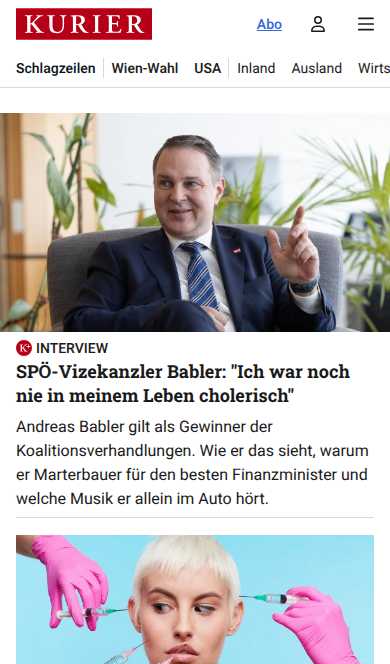 KURIER
Abo
Schlagzeilen Wien-Wahl USA Inland Ausland Wirts
K+ INTERVIEW
SPÖ-Vizekanzler Babler: "Ich war noch
nie in meinem Leben cholerisch"
Andreas Babler gilt als Gewinner der
Koalitionsverhandlungen. Wie er das sieht, warum
er Marterbauer für den besten Finanzminister und
welche Musik er allein im Auto hört.